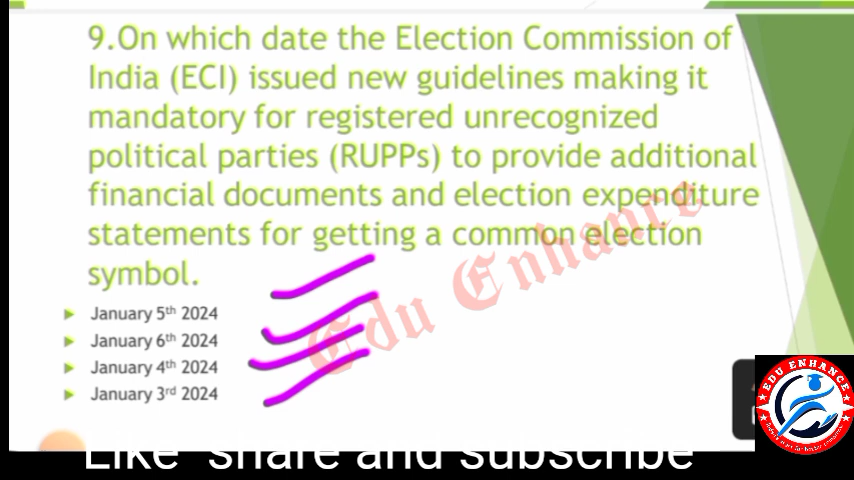 9.On which date the Election Commission of
India (ECI) issued new guidelines making it
mandatory for registered unrecognized
political parties (RUPPs) to provide additional
financial documents and election expenditure
statements for getting a common election
symbol.
January 5th 2024
January 6th 2024
January 4th 2024
January 3rd 2024
Edu Enhance
EDU ENHANCE
Like share and subscribe